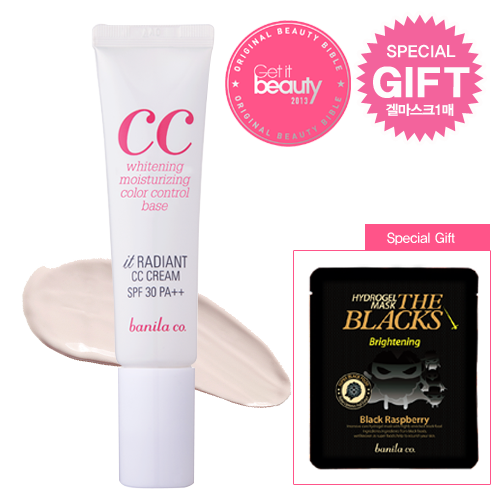 CC
whitening
moisturizing
color control
base
it RADIANT
CC CREAM
SPF 30 PA++
banila co.
ORIGINAL BEAUTY BIBLE
Get it
beauty
2013
ORIGINAL BEAUTY BIBLE
SPECIAL
GIFT
겔마스크1매
Special Gift
HYDROGEL
MASK
THE
BLACKS
Brightening
Black Raspberry
banila co.